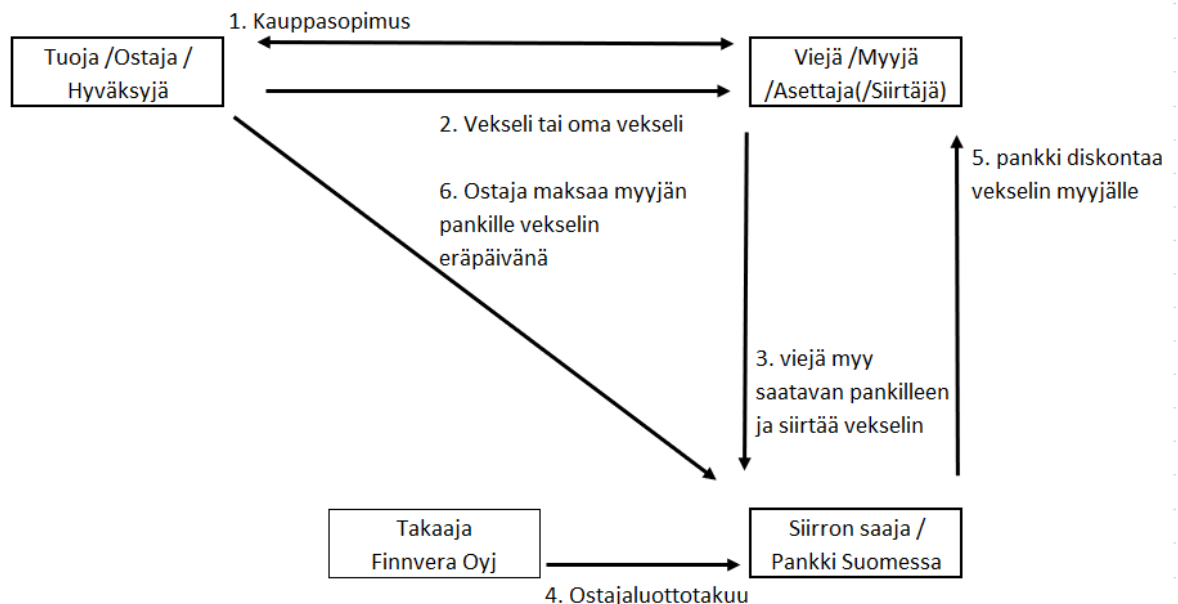 1. Kauppasopimus
Tuoja /Ostaja /
Hyväksyjä
Viejä /Myyjä
/Asettaja(/Siirtäjä)
2. Vekseli tai oma vekseli
5. pankki diskontaa
vekselin myyjälle
6. Ostaja maksaa myyjän
pankille vekselin
eräpäivänä
3. viejä myy
saatavan pankilleen
ja siirtää vekselin
Takaaja
Finnvera Oyj
Siirron saaja /
Pankki Suomessa
4. Ostajaluottotakuu